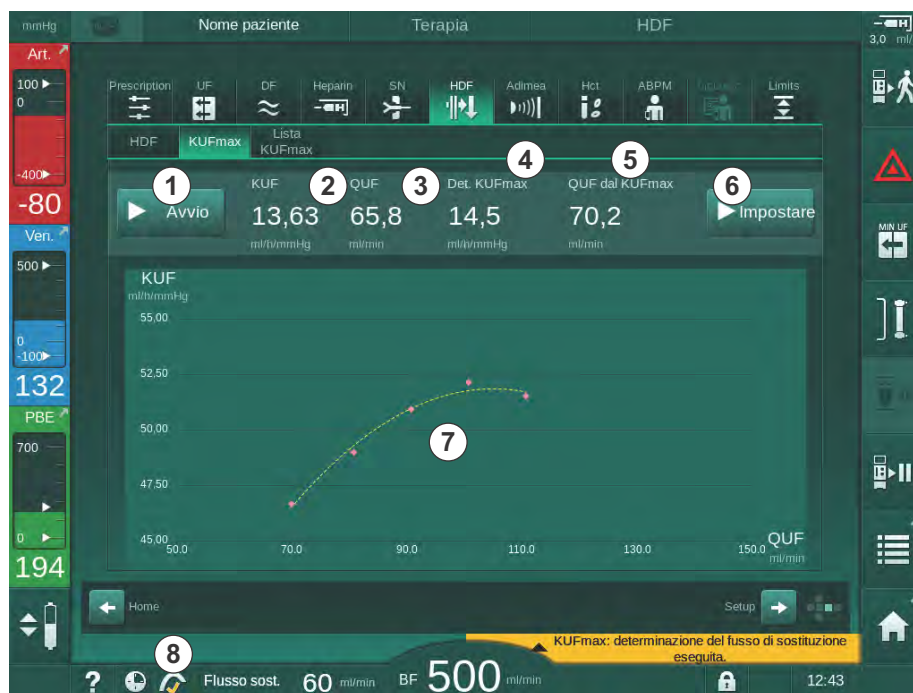 mmHg
Nome paziente
Terapia
HDF
3,0 ml/
Art.
100
0
-400
-80
Ven.
500
0
-100
132
PBE
700
0
194
Prescription
UF
DF
Heparin
SN
HDF
Adimea
Hct
ABPM
Limits
HDF
KUFmax
Lista
KUFmax
1
2
3
4
5
6
Avvio
KUF
13,63
ml/h/mmHg
QUF
65,8
ml/min
Det. KUFmax
14,5
ml/h/mmHg
QUF dal KUFmax
70,2
ml/min
Impostare
MIN UF
KUF
ml/h/mmHg
55,00
52,50
50,00
47,50
45,00
7
50.0
70.0
90.0
110.0
130.0
150.0
QUF
ml/min
Home
Setup
KUFmax: determinazione del fusso di sostituzione
eseguita.
8
?
Flusso sost.
60 ml/min
BF 500 ml/min
12:43